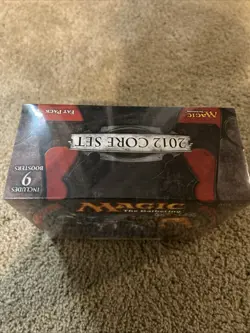 MAGIC
FAT PACK
2012 CORE SET
INCLUDES
9
BOOSTERS
MAGIC
The Gathering